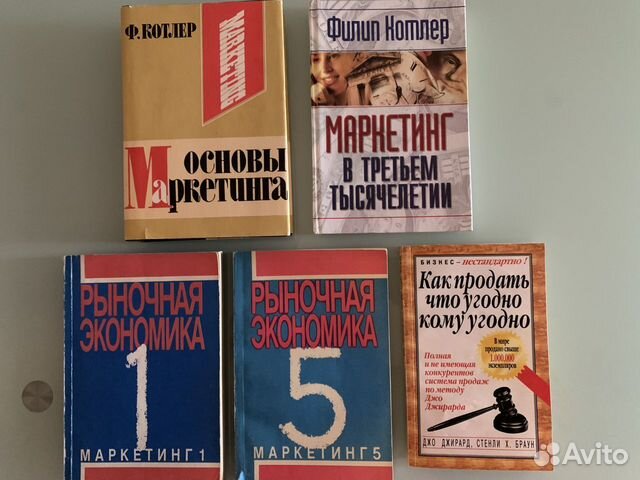 Ф. КОТЛЕР
MARKETING
ОСНОВЫ
Маркетинга
Филип Котлер
МАРКЕТИНГ
В ТРЕТЬЕМ
ТЫСЯЧЕЛЕТИИ
РЫНОЧНАЯ
ЭКОНОМИКА
1
МАРКЕТИНГ 1
РЫНОЧНАЯ
ЭКОНОМИКА
5
МАРКЕТИНГ 5
БИЗНЕС – нестандартно!
Как продать
что угодно
кому угодно
В мире
продано свыше
1.000.000
экземпляров
Полная
и не имеющая
конкурентов
система продаж
по методу
Джо
Джирарда
ДЖО ДЖИРАРД, СТЕНЛИ Х. БРАУН
Avito